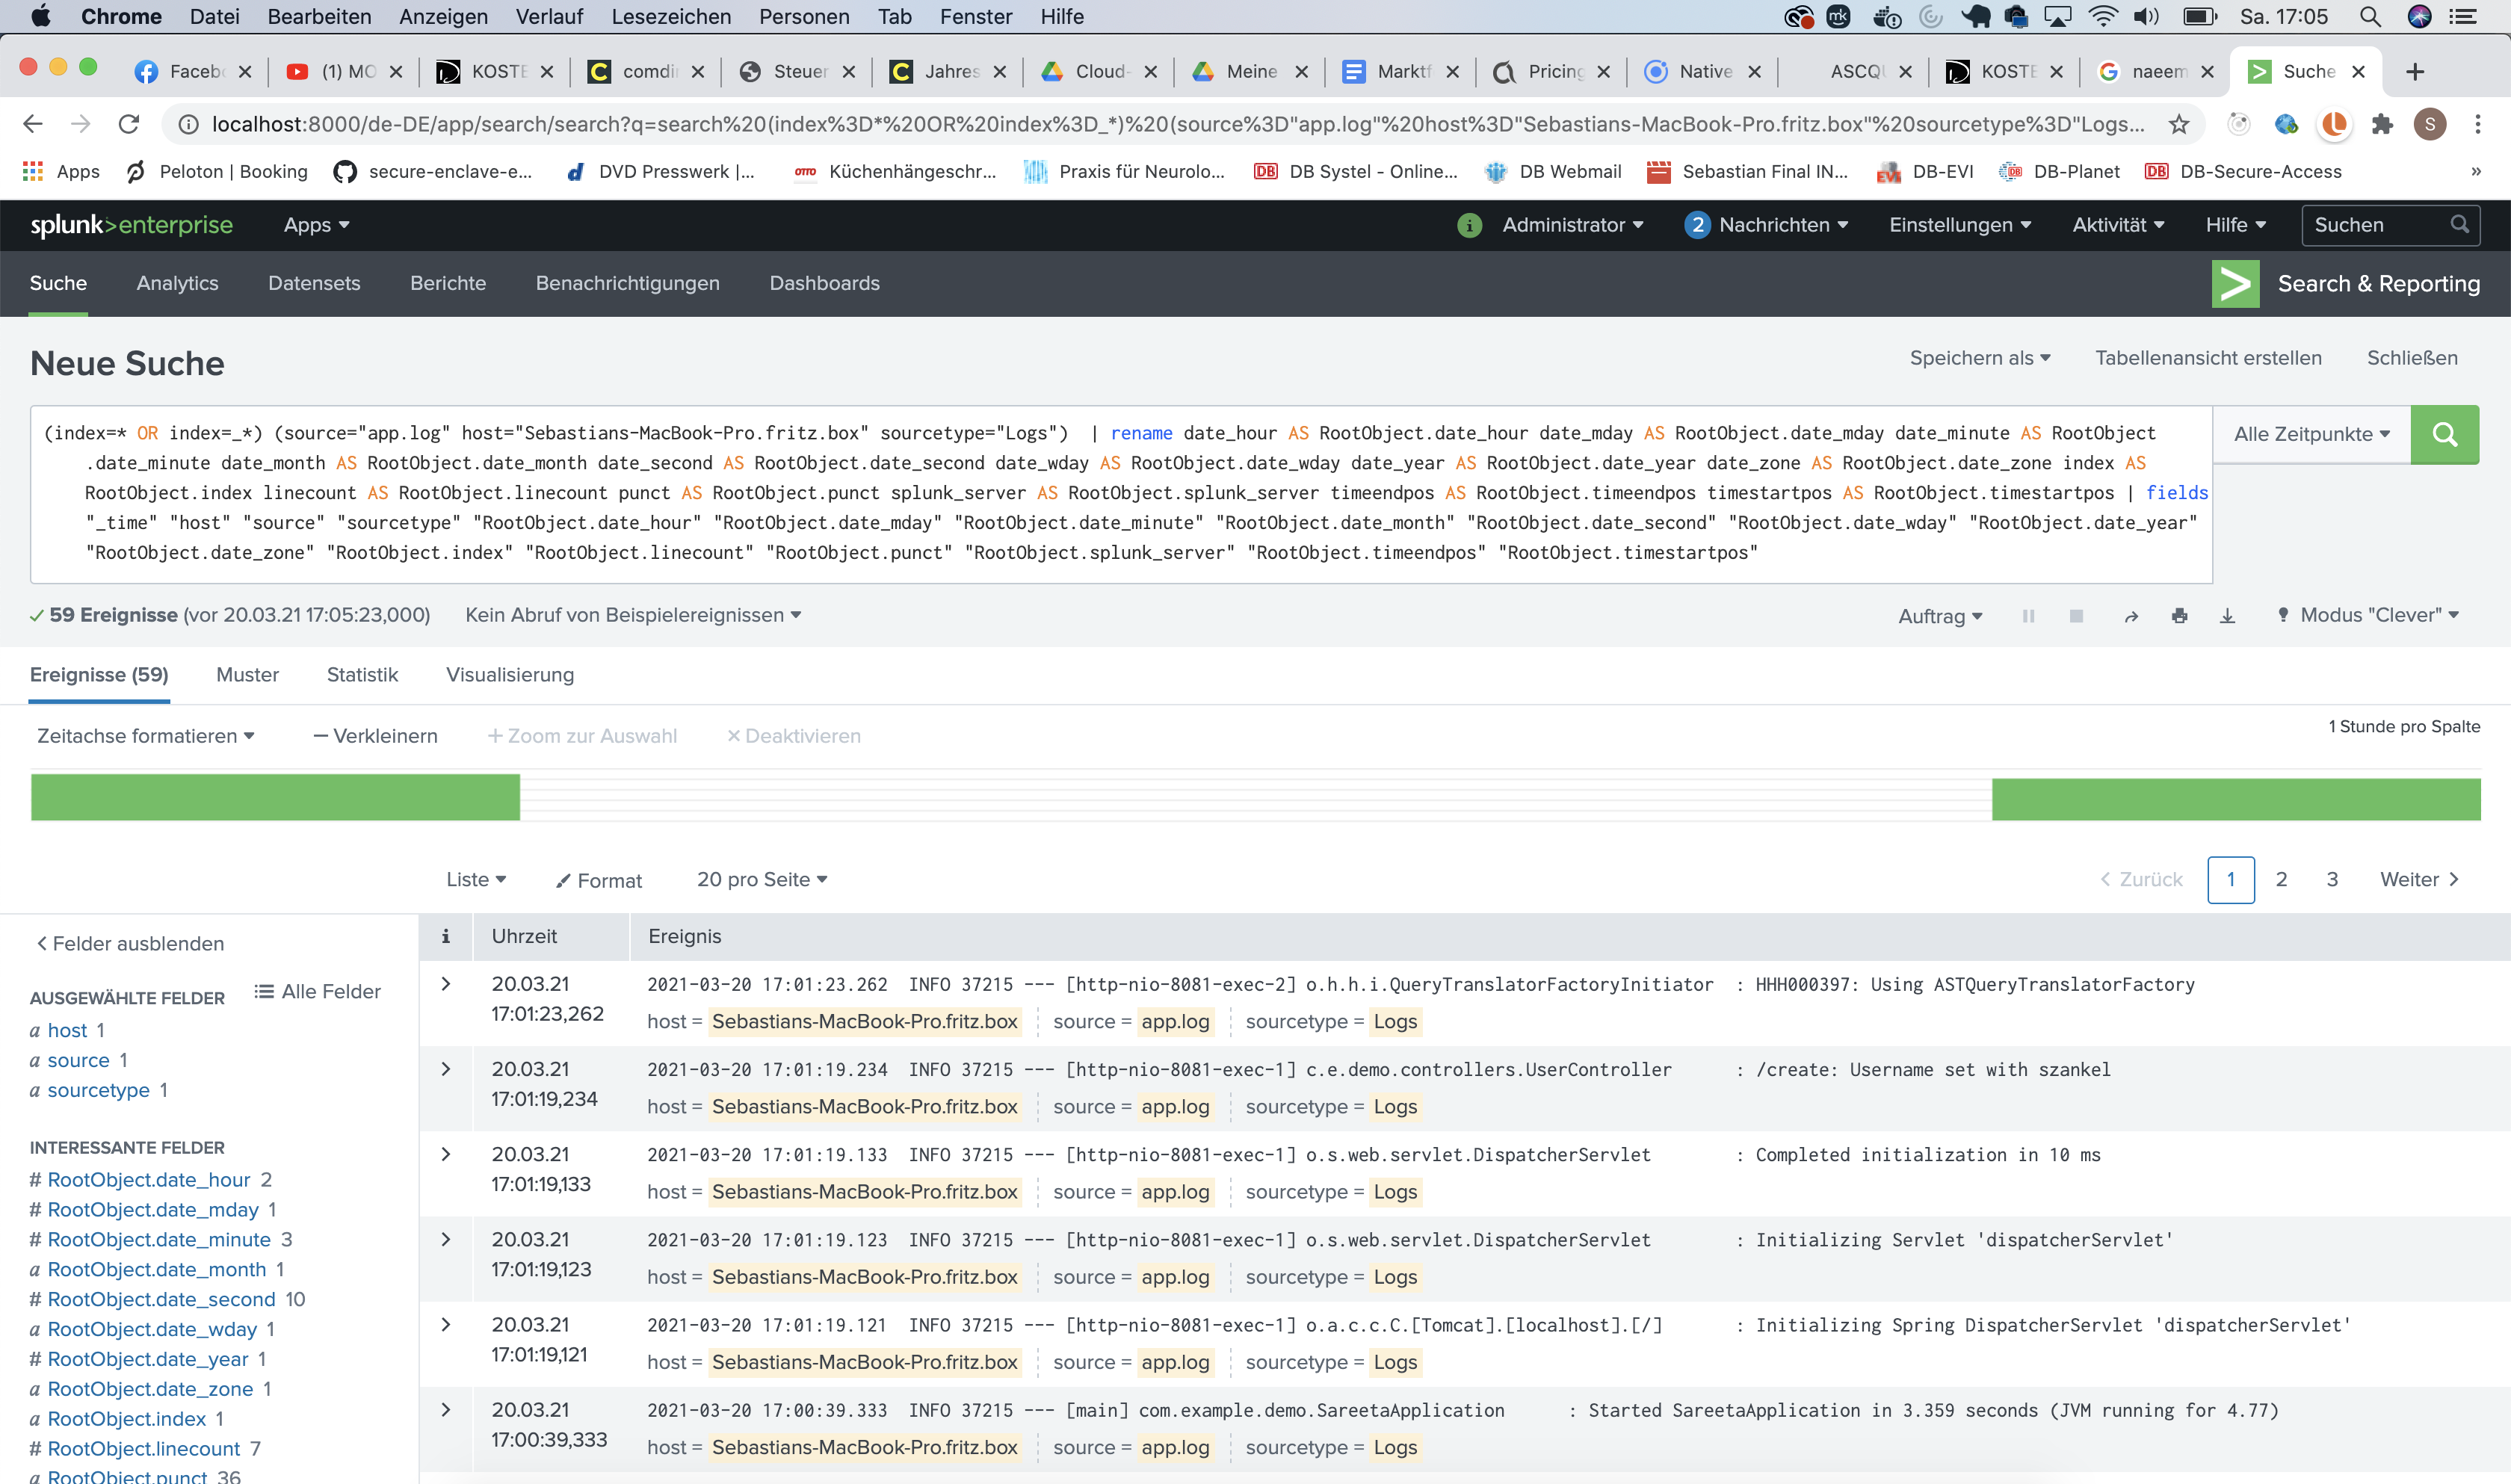 Chrome Datei Bearbeiten Anzeigen Verlauf Lesezeichen Personen Tab Fenster Hilfe mk Sa. 17:05
Facebo (1) MO KOSTE comdir Steuer Jahres Cloud- Meine Marktf Pricing Native ASCQU KOSTE naeem Suche
localhost:8000/de-DE/app/search/search?q=search%20(index%3D*%20OR%20index%3D_*)%20(source%3D"app.log"%20host%3D"Sebastians-MacBook-Pro.fritz.box"%20sourcetype%3D"Logs... S
Apps Peloton | Booking secure-enclave-e... DVD Presswerk |... OTTO Küchenhängeschr... Praxis für Neurolo... DB DB Systel - Online... DB Webmail Sebastian Final IN... EVI DB-EVI DB DB-Planet DB DB-Secure-Access »
splunk>enterprise Apps i Administrator 2 Nachrichten Einstellungen Aktivität Hilfe Suchen
Suche Analytics Datensets Berichte Benachrichtigungen Dashboards > Search & Reporting
Neue Suche Speichern als Tabellenansicht erstellen Schließen
(index=* OR index=_*) (source="app.log" host="Sebastians-MacBook-Pro.fritz.box" sourcetype="Logs") | rename date_hour AS RootObject.date_hour date_mday AS RootObject.date_mday date_minute AS RootObject
.date_minute date_month AS RootObject.date_month date_second AS RootObject.date_second date_wday AS RootObject.date_wday date_year AS RootObject.date_year date_zone AS RootObject.date_zone index AS
RootObject.index linecount AS RootObject.linecount punct AS RootObject.punct splunk_server AS RootObject.splunk_server timeendpos AS RootObject.timeendpos timestartpos AS RootObject.timestartpos | fields
"_time" "host" "source" "sourcetype" "RootObject.date_hour" "RootObject.date_mday" "RootObject.date_minute" "RootObject.date_month" "RootObject.date_second" "RootObject.date_wday" "RootObject.date_year"
"RootObject.date_zone" "RootObject.index" "RootObject.linecount" "RootObject.punct" "RootObject.splunk_server" "RootObject.timeendpos" "RootObject.timestartpos"
Alle Zeitpunkte
59 Ereignisse (vor 20.03.21 17:05:23,000) Kein Abruf von Beispielereignissen Auftrag Modus "Clever"
Ereignisse (59) Muster Statistik Visualisierung
Zeitachse formatieren — Verkleinern + Zoom zur Auswahl × Deaktivieren 1 Stunde pro Spalte
Liste Format 20 pro Seite < Zurück 1 2 3 Weiter >
< Felder ausblenden
AUSGEWÄHLTE FELDER Alle Felder
a host 1
a source 1
a sourcetype 1
INTERESSANTE FELDER
# RootObject.date_hour 2
# RootObject.date_mday 1
# RootObject.date_minute 3
a RootObject.date_month 1
# RootObject.date_second 10
a RootObject.date_wday 1
# RootObject.date_year 1
a RootObject.date_zone 1
a RootObject.index 1
# RootObject.linecount 7
a RootObject.punct 36
i Uhrzeit Ereignis
20.03.21 2021-03-20 17:01:23.262 INFO 37215 --- [http-nio-8081-exec-2] o.h.h.i.QueryTranslatorFactoryInitiator : HHH000397: Using ASTQueryTranslatorFactory
17:01:23,262 host = Sebastians-MacBook-Pro.fritz.box source = app.log sourcetype = Logs
20.03.21 2021-03-20 17:01:19.234 INFO 37215 --- [http-nio-8081-exec-1] c.e.demo.controllers.UserController : /create: Username set with szankel
17:01:19,234 host = Sebastians-MacBook-Pro.fritz.box source = app.log sourcetype = Logs
20.03.21 2021-03-20 17:01:19.133 INFO 37215 --- [http-nio-8081-exec-1] o.s.web.servlet.DispatcherServlet : Completed initialization in 10 ms
17:01:19,133 host = Sebastians-MacBook-Pro.fritz.box source = app.log sourcetype = Logs
20.03.21 2021-03-20 17:01:19.123 INFO 37215 --- [http-nio-8081-exec-1] o.s.web.servlet.DispatcherServlet : Initializing Servlet 'dispatcherServlet'
17:01:19,123 host = Sebastians-MacBook-Pro.fritz.box source = app.log sourcetype = Logs
20.03.21 2021-03-20 17:01:19.121 INFO 37215 --- [http-nio-8081-exec-1] o.a.c.c.C.[Tomcat].[localhost].[/] : Initializing Spring DispatcherServlet 'dispatcherServlet'
17:01:19,121 host = Sebastians-MacBook-Pro.fritz.box source = app.log sourcetype = Logs
20.03.21 2021-03-20 17:00:39.333 INFO 37215 --- [main] com.example.demo.SareetaApplication : Started SareetaApplication in 3.359 seconds (JVM running for 4.77)
17:00:39,333 host = Sebastians-MacBook-Pro.fritz.box source = app.log sourcetype = Logs